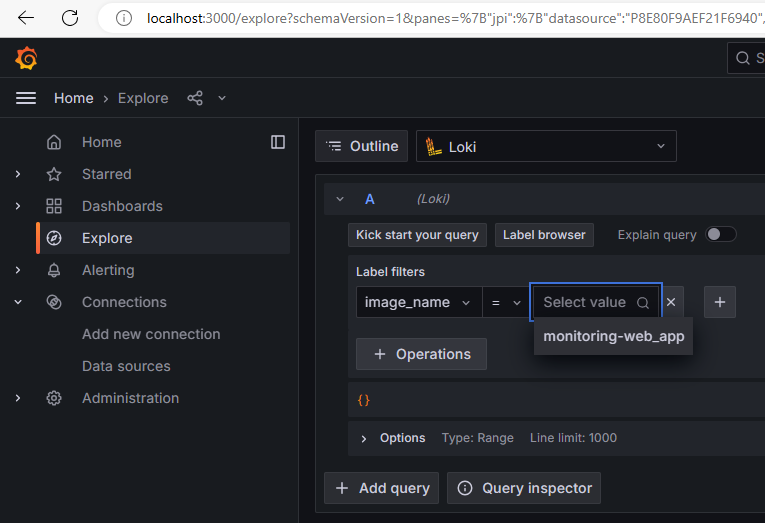 localhost:3000/explore?schemaVersion=1&panes=%7B"jpi":%7B"datasource":"P8E80F9AEF21F6940",
S
Home › Explore
Home
Starred
Dashboards
Explore
Alerting
Connections
Add new connection
Data sources
Administration
Outline
Loki
A (Loki)
Kick start your query
Label browser
Explain query
Label filters
image_name = Select value
monitoring-web_app
+ Operations
{}
Options Type: Range Line limit: 1000
+ Add query
Query inspector